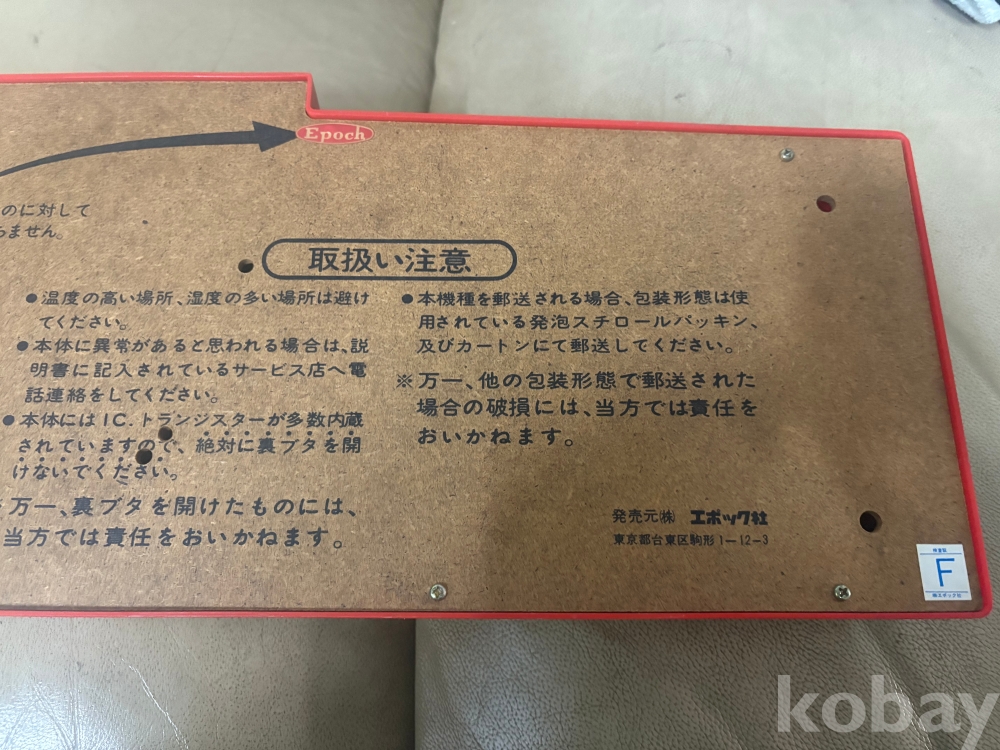 Epoch
のに対して
ません。
取扱い注意
●温度の高い場所、湿度の多い場所は避け
てください。
●本体に異常があると思われる場合は、説
明書に記入されているサービス店へ電
話連絡をしてください。
●本体にはIC.トランジスターが多数内蔵
されていますので、絶対に裏ブタを開
けないでください。
万一、裏ブタを開けたものには、
当方では責任をおいかねます。
●本機種を郵送される場合、包装形態は使
用されている発泡スチロールパッキン、
及びカートンにて郵送してください。
※万一、他の包装形態で郵送された
場合の破損には、当方では責任を
おいかねます。
発売元㈱ エポック社
東京都台東区駒形1-12-3
検査証
F
㈱エポック社
kobay